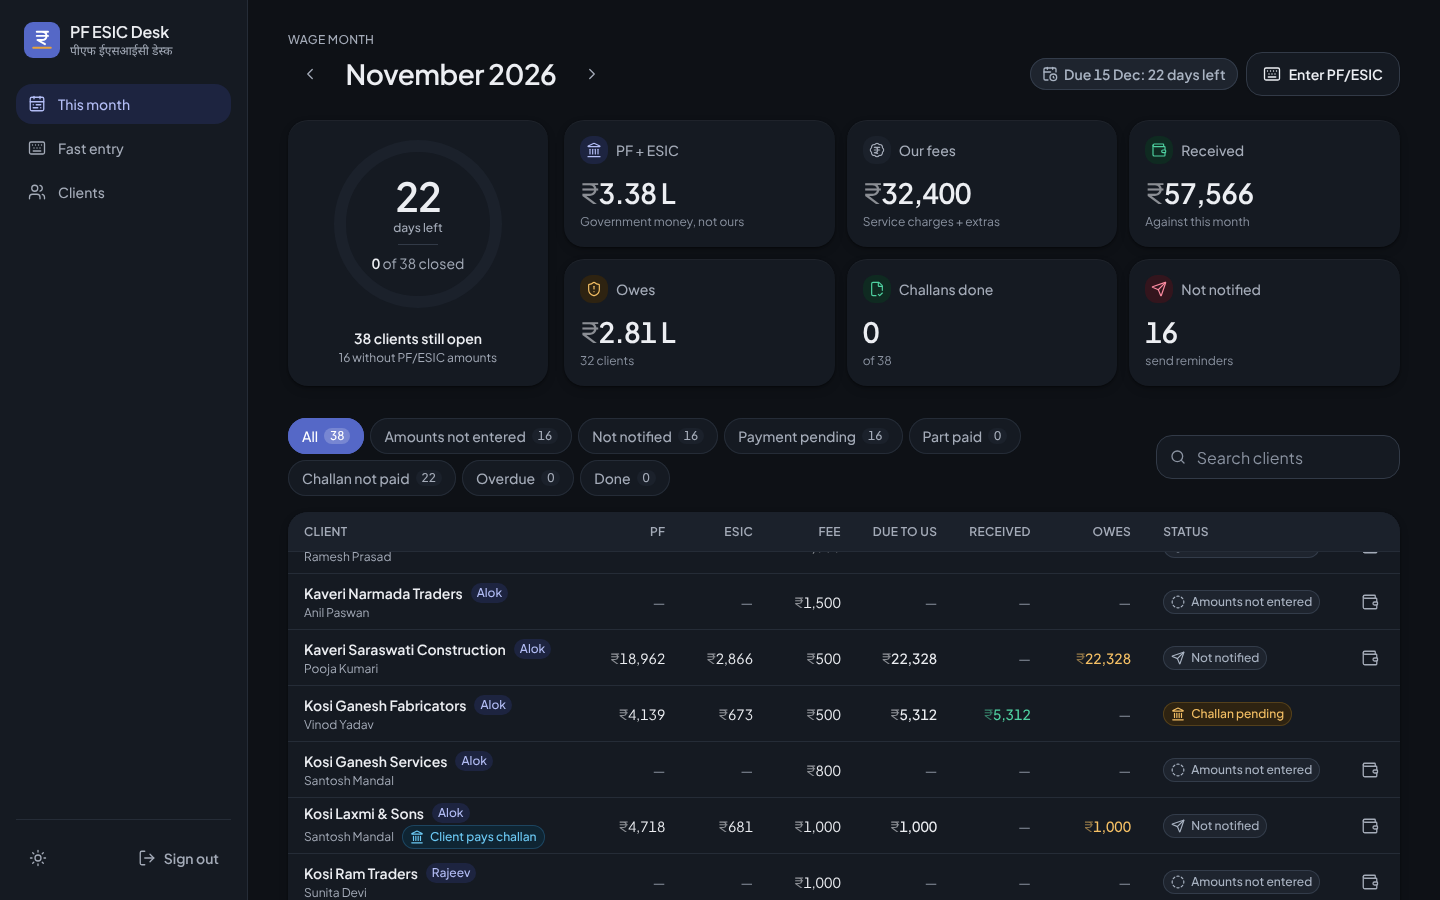 PF ESIC Desk
पीएफ ईएसआईसी डेस्क
This month
Fast entry
Clients
Sign out
WAGE MONTH
November 2026
Due 15 Dec: 22 days left
Enter PF/ESIC
22
days left
0 of 38 closed
38 clients still open
16 without PF/ESIC amounts
PF + ESIC
₹3.38 L
Government money, not ours
Our fees
₹32,400
Service charges + extras
Received
₹57,566
Against this month
Owes
₹2.81 L
32 clients
Challans done
0
of 38
Not notified
16
send reminders
All 38
Amounts not entered 16
Not notified 16
Payment pending 16
Part paid 0
Challan not paid 22
Overdue 0
Done 0
Search clients
CLIENT PF ESIC FEE DUE TO US RECEIVED OWES STATUS
Ramesh Prasad
Kaveri Narmada Traders Alok
Anil Paswan
— — ₹1,500 — — — Amounts not entered
Kaveri Saraswati Construction Alok
Pooja Kumari
₹18,962 ₹2,866 ₹500 ₹22,328 — ₹22,328 Not notified
Kosi Ganesh Fabricators Alok
Vinod Yadav
₹4,139 ₹673 ₹500 ₹5,312 ₹5,312 — Challan pending
Kosi Ganesh Services Alok
Santosh Mandal
— — ₹800 — — — Amounts not entered
Kosi Laxmi & Sons Alok
Santosh Mandal Client pays challan
₹4,718 ₹681 ₹1,000 ₹1,000 — ₹1,000 Not notified
Kosi Ram Traders Rajeev
Sunita Devi
— — ₹1,000 — — — Amounts not entered